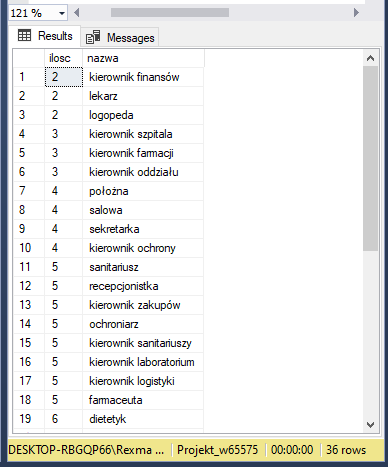 121 %
Results Messages
ilosc nazwa
1 2 kierownik finansów
2 2 lekarz
3 2 logopeda
4 3 kierownik szpitala
5 3 kierownik farmacji
6 3 kierownik oddziału
7 4 położna
8 4 salowa
9 4 sekretarka
10 4 kierownik ochrony
11 5 sanitariusz
12 5 recepcjonistka
13 5 kierownik zakupów
14 5 ochroniarz
15 5 kierownik sanitariuszy
16 5 kierownik laboratorium
17 5 kierownik logistyki
18 5 farmaceuta
19 6 dietetyk
DESKTOP-RBGQP66\Rexma ... Projekt_w65575 00:00:00 36 rows